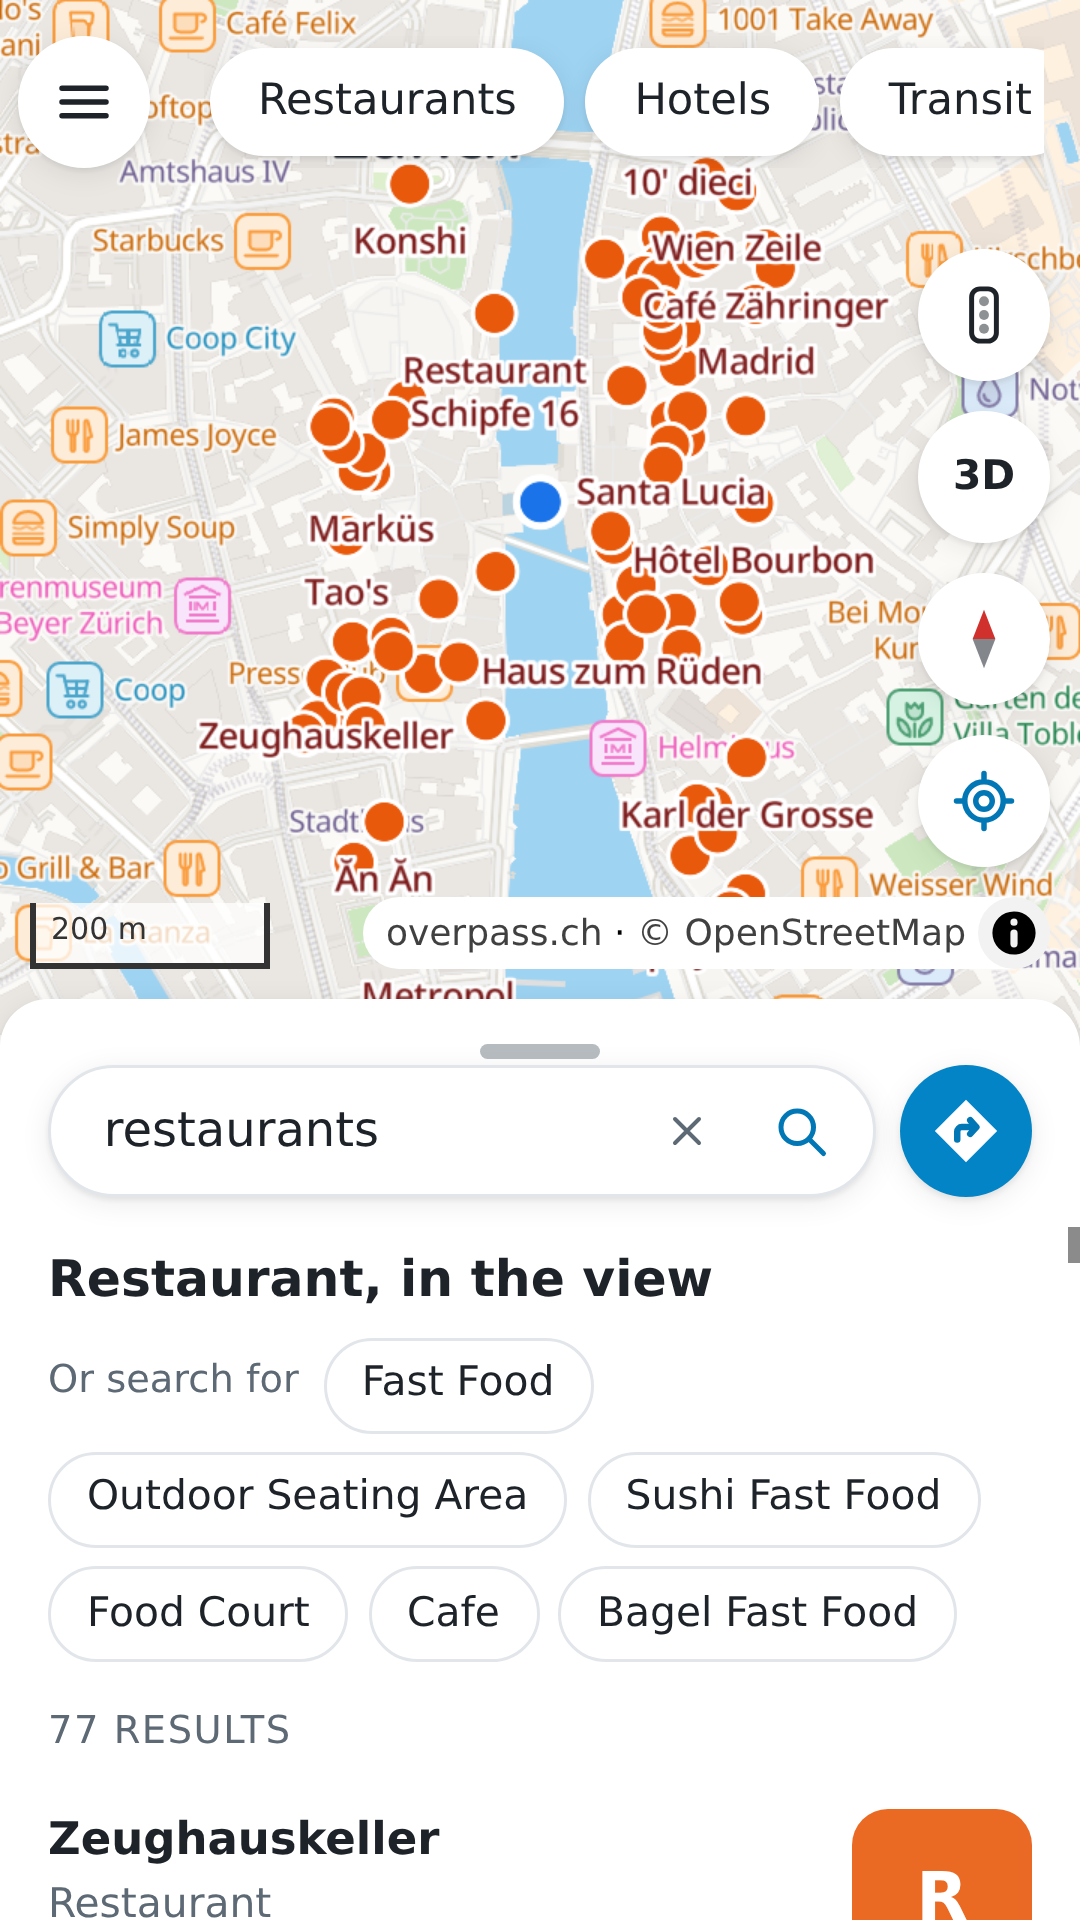 Café Felix
1001 Take Away
Restaurants
Hotels
Transit
Amtshaus IV
10' dieci
Starbucks
Konshi
Wien Zeile
Café Zähringer
Coop City
Restaurant
Schipfe 16
Madrid
James Joyce
Santa Lucia
3D
Simply Soup
Marküs
Hôtel Bourbon
Tao's
Beyer Zürich
Coop
Haus zum Rüden
Zeughauskeller
Karl der Grosse
Ăn Ăn
Grill & Bar
Weisser Wind
200 m
overpass.ch · © OpenStreetMap
Metropol
restaurants
Restaurant, in the view
Or search for
Fast Food
Outdoor Seating Area
Sushi Fast Food
Food Court
Cafe
Bagel Fast Food
77 RESULTS
Zeughauskeller
Restaurant
R